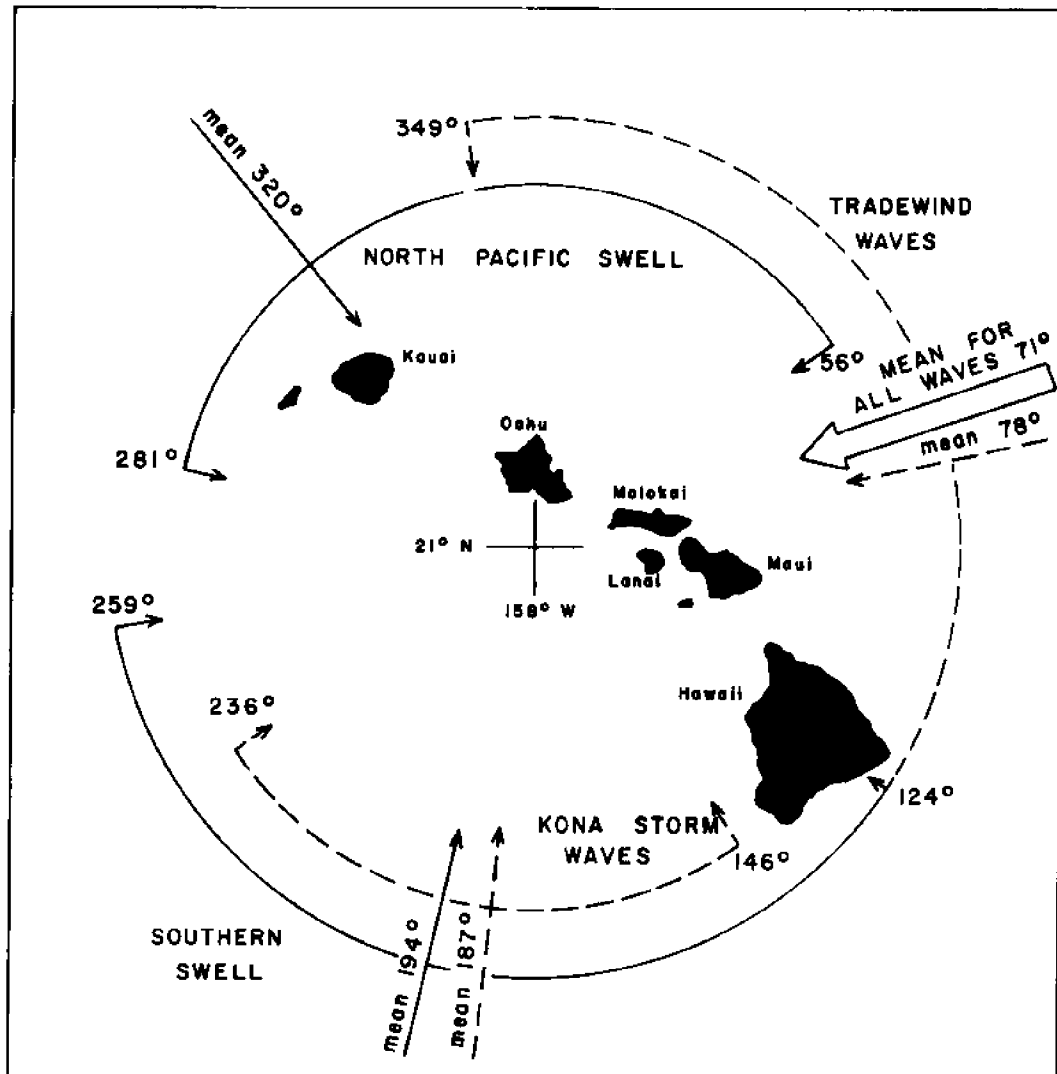 mean 320°
349°
TRADEWIND
WAVES
NORTH PACIFIC SWELL
Kauai
56°
MEAN FOR
ALL WAVES 71°
mean 78°
281°
Oahu
Molokai
21° N
Lanai
Maui
158° W
259°
236°
Hawaii
124°
KONA STORM
WAVES
146°
SOUTHERN
SWELL
mean 194°
mean 187°